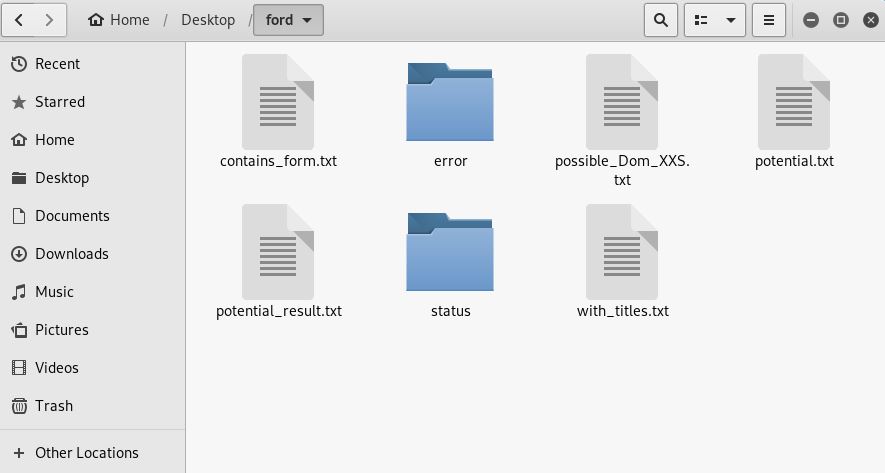 Home / Desktop / ford
Recent
Starred
Home
Desktop
Documents
Downloads
Music
Pictures
Videos
Trash
Other Locations
contains_form.txt
error
possible_Dom_XXS.
txt
potential.txt
potential_result.txt
status
with_titles.txt